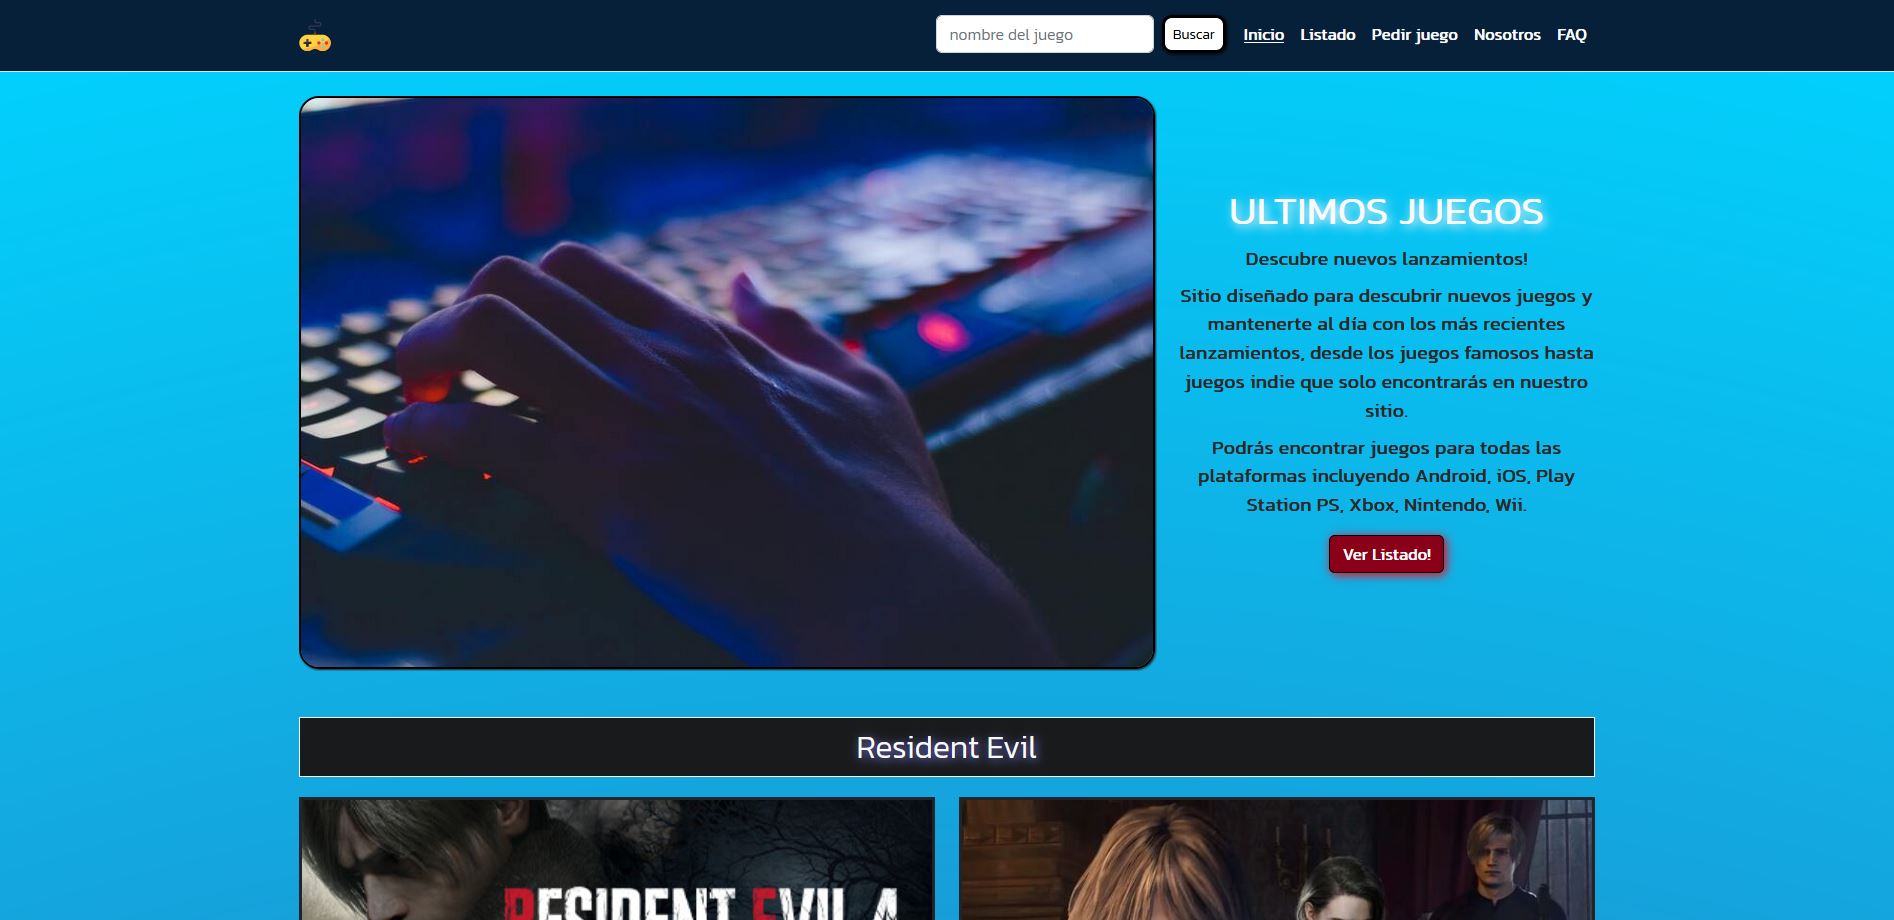 nombre del juego
Buscar
Inicio
Listado
Pedir juego
Nosotros
FAQ
ULTIMOS JUEGOS
Descubre nuevos lanzamientos!
Sitio diseñado para descubrir nuevos juegos y
mantenerte al día con los más recientes
lanzamientos, desde los juegos famosos hasta
juegos indie que solo encontrarás en nuestro
sitio.
Podrás encontrar juegos para todas las
plataformas incluyendo Android, iOS, Play
Station PS, Xbox, Nintendo, Wii.
Ver Listado!
Resident Evil
RESIDENT EVIL 4